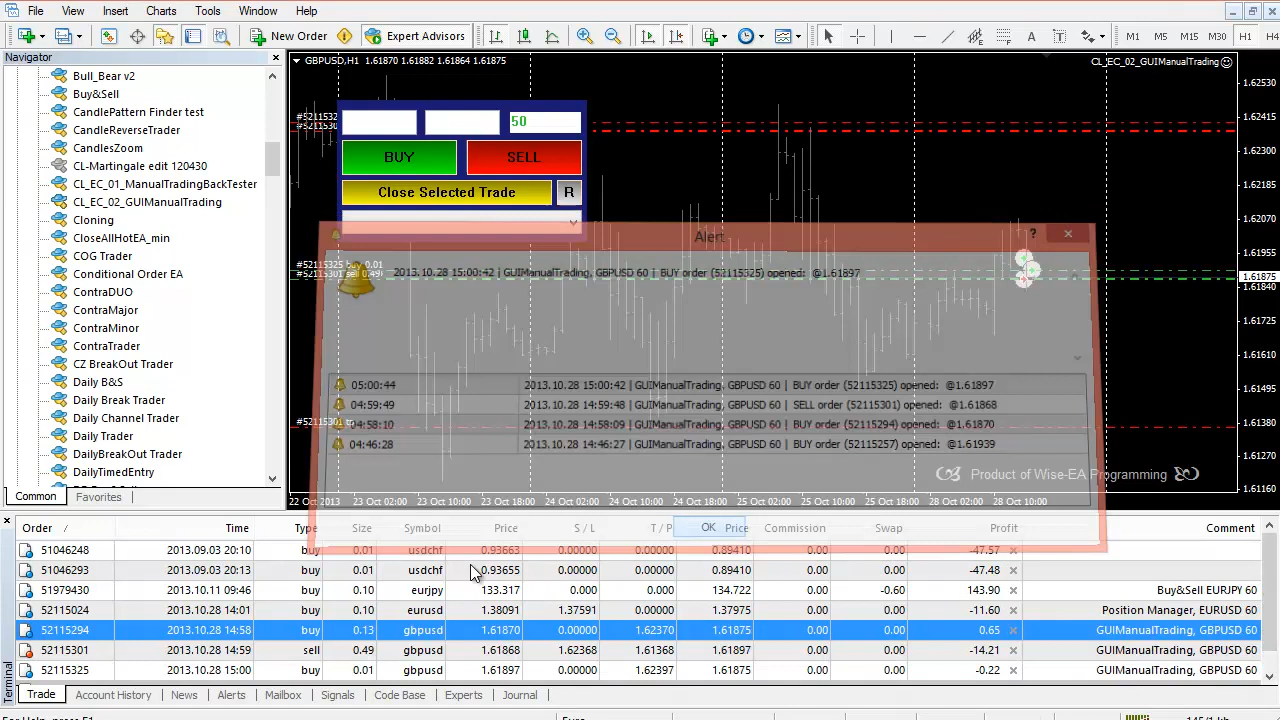 File View Insert Charts Tools Window Help
New Order Expert Advisors A T M1 M5 M15 M30 H1 H4
Navigator
Bull_Bear v2
Buy&Sell
CandlePattern Finder test
CandleReverseTrader
CandlesZoom
CL-Martingale edit 120430
CL_EC_01_ManualTradingBackTester
CL_EC_02_GUIManualTrading
Cloning
CloseAllHotEA_min
COG Trader
Conditional Order EA
ContraDUO
ContraMajor
ContraMinor
ContraTrader
CZ BreakOut Trader
Daily B&S
Daily Break Trader
Daily Channel Trader
Daily Trader
DailyBreakOut Trader
DailyTimedEntry
Common Favorites
GBPUSD,H1 1.61870 1.61882 1.61864 1.61875
CL_EC_02_GUIManualTrading
50
BUY SELL
Close Selected Trade R
1.62530
1.62415
1.62300
1.62185
1.62070
1.61955
1.61875
1.61840
1.61725
1.61610
1.61495
1.61380
1.61270
1.61160
Alert ?
2013.10.28 15:00:42 | GUIManualTrading, GBPUSD 60 | BUY order (52115325) opened: @1.61897
05:00:44 2013.10.28 15:00:42 | GUIManualTrading, GBPUSD 60 | BUY order (52115325) opened: @1.61897
04:59:49 2013.10.28 14:59:48 | GUIManualTrading, GBPUSD 60 | SELL order (52115301) opened: @1.61868
04:58:10 2013.10.28 14:58:09 | GUIManualTrading, GBPUSD 60 | BUY order (52115294) opened: @1.61870
04:46:28 2013.10.28 14:46:27 | GUIManualTrading, GBPUSD 60 | BUY order (52115257) opened: @1.61939
#52115301 tp
Product of Wise-EA Programming
22 Oct 2013 23 Oct 02:00 23 Oct 10:00 23 Oct 18:00 24 Oct 02:00 24 Oct 10:00 24 Oct 18:00 25 Oct 02:00 25 Oct 10:00 25 Oct 18:00 28 Oct 02:00 28 Oct 10:00
OK
Order / Time Type Size Symbol Price S / L T / P Price Commission Swap Profit Comment
51046248 2013.09.03 20:10 buy 0.01 usdchf 0.93663 0.00000 0.00000 0.89410 0.00 0.00 -47.57
51046293 2013.09.03 20:13 buy 0.01 usdchf 0.93655 0.00000 0.00000 0.89410 0.00 0.00 -47.48
51979430 2013.10.11 09:46 buy 0.10 eurjpy 133.317 0.000 0.000 134.722 0.00 -0.60 143.90 Buy&Sell EURJPY 60
52115024 2013.10.28 14:01 buy 0.10 eurusd 1.38091 1.37591 0.00000 1.37975 0.00 0.00 -11.60 Position Manager, EURUSD 60
52115294 2013.10.28 14:58 buy 0.13 gbpusd 1.61870 0.00000 1.62370 1.61875 0.00 0.00 0.65 GUIManualTrading, GBPUSD 60
52115301 2013.10.28 14:59 sell 0.49 gbpusd 1.61868 1.62368 1.61368 1.61897 0.00 0.00 -14.21 GUIManualTrading, GBPUSD 60
52115325 2013.10.28 15:00 buy 0.01 gbpusd 1.61897 0.00000 1.62397 1.61875 0.00 0.00 -0.22 GUIManualTrading, GBPUSD 60
Trade Account History News Alerts Mailbox Signals Code Base Experts Journal
Terminal